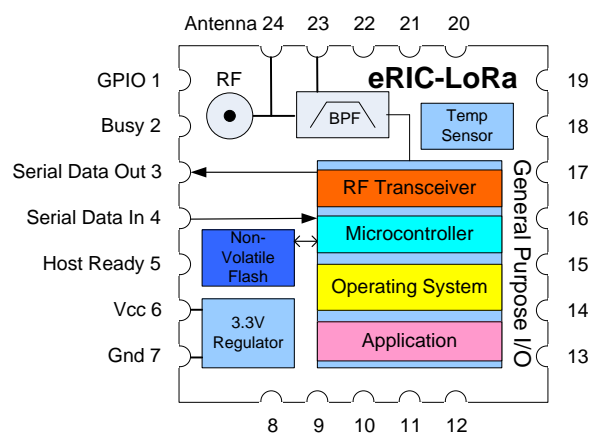 Antenna 24 23 22 21 20
eRIC-LoRa
GPIO 1
RF
19
BPF
Temp
Sensor
Busy 2
18
Serial Data Out 3
17
RF Transceiver
General Purpose I/O
Serial Data In 4
16
Microcontroller
Non-
Volatile
Flash
Host Ready 5
15
Operating System
Vcc 6
14
3.3V
Regulator
Application
Gnd 7
13
8 9 10 11 12